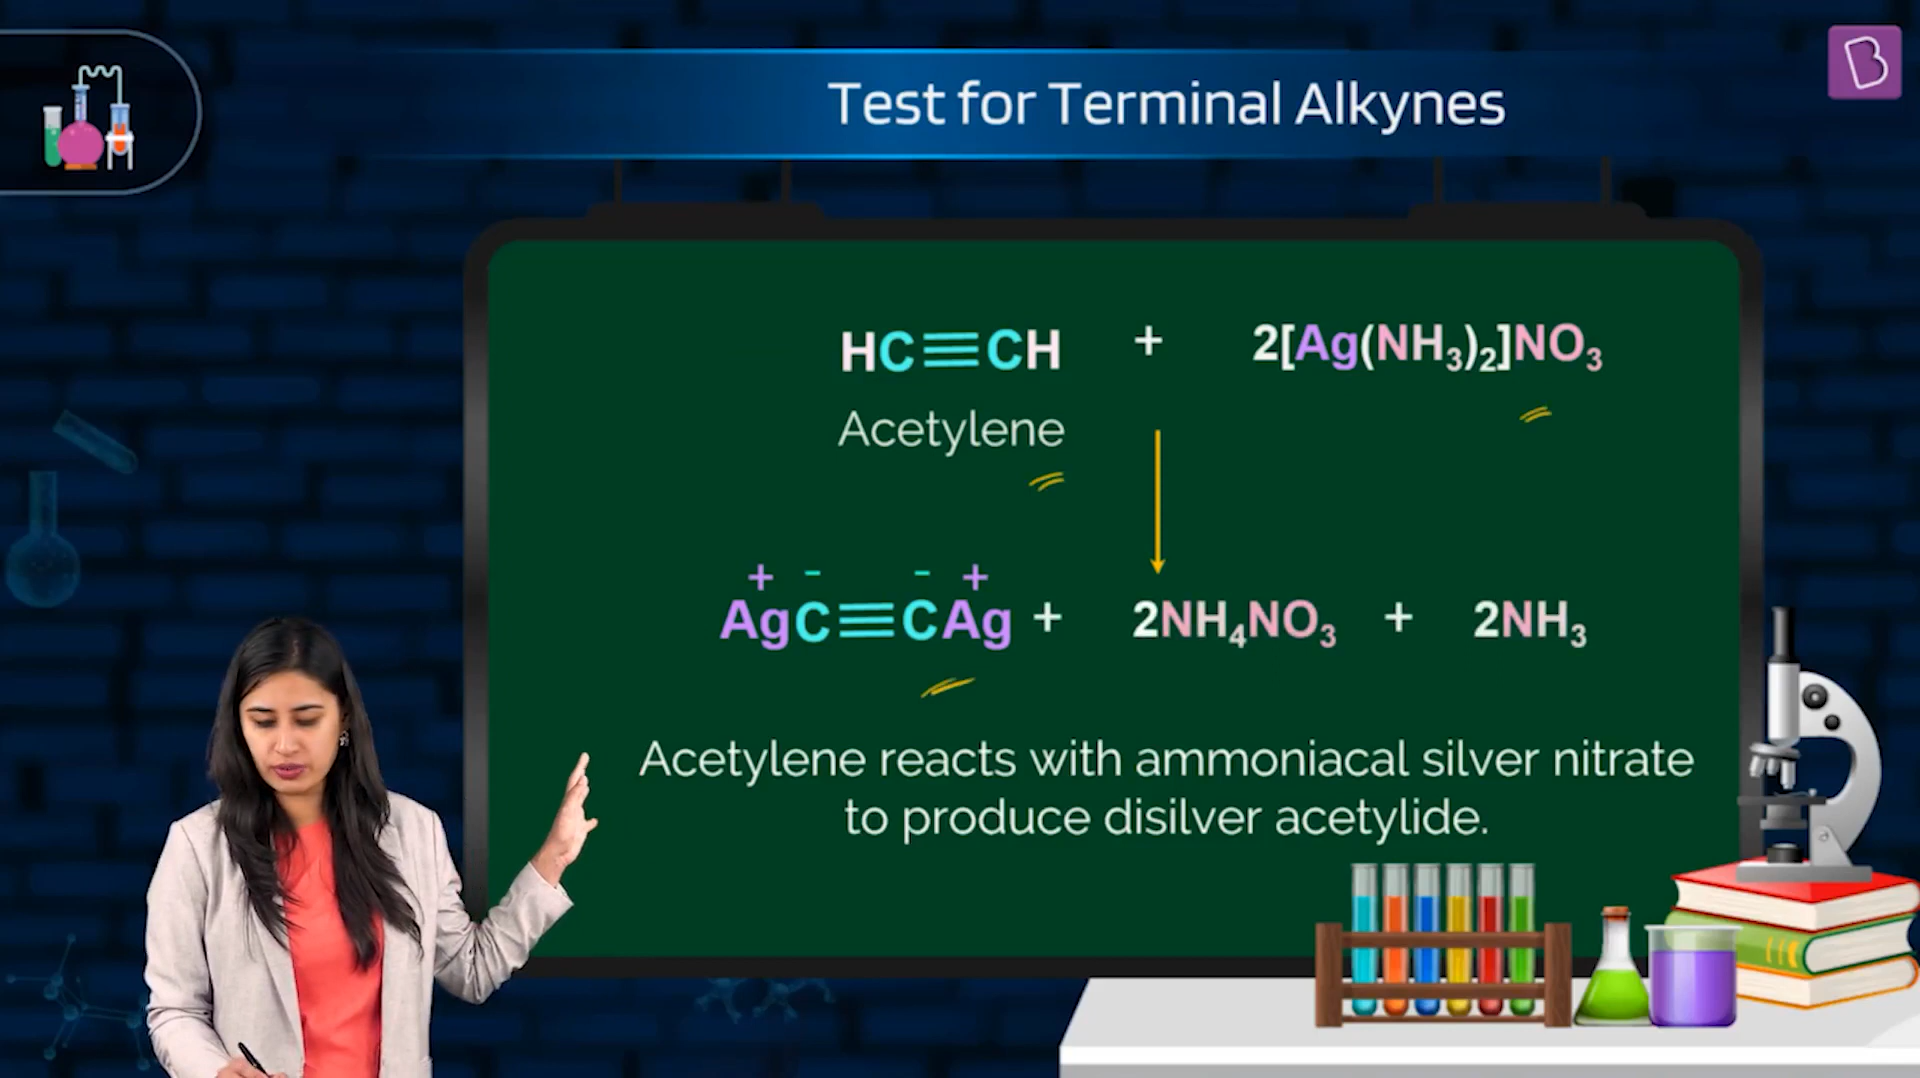 Test for Terminal Alkynes
B
HC≡CH + 2[Ag(NH₃)₂]NO₃
Acetylene
+ - - +
AgC≡CAg + 2NH₄NO₃ + 2NH₃
Acetylene reacts with ammoniacal silver nitrate
to produce disilver acetylide.